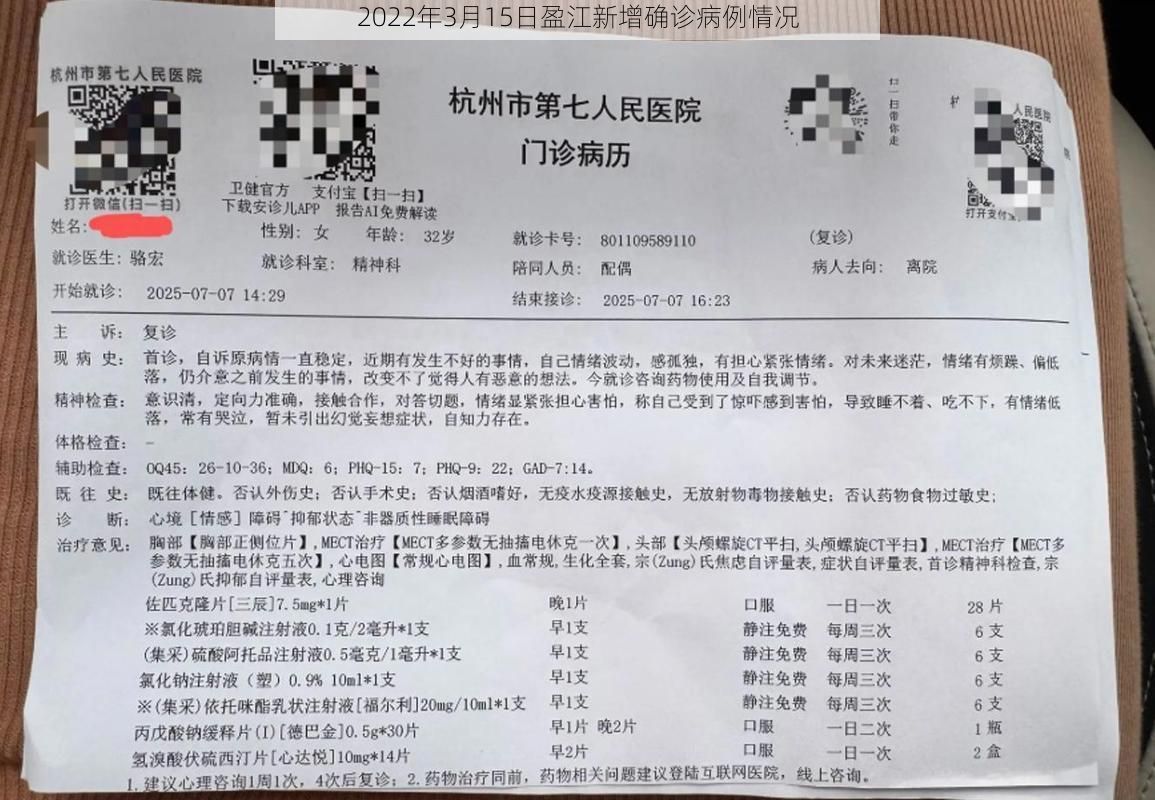 2022年3月15日盈江新增确诊病例情况
杭州市第七人民医院
打开微信(扫一扫)
卫健官方 支付宝【扫一扫】
下载安诊儿APP 报告AI免费解读
杭州市第七人民医院
门诊病历
扫一扫带你走
人民医院
打开支付宝
姓名:
性别: 女 年龄: 32岁
就诊卡号: 801109589110
(复诊)
就诊医生: 骆宏
就诊科室: 精神科
陪同人员: 配偶
病人去向: 离院
开始就诊: 2025-07-07 14:29
结束接诊: 2025-07-07 16:23
主 诉: 复诊
现 病 史: 首诊，自诉原病情一直稳定，近期有发生不好的事情，自己情绪波动，感孤独，有担心紧张情绪。对未来迷茫，情绪有烦躁、偏低
落，仍介意之前发生的事情，改变不了觉得人有恶意的想法。今就诊咨询药物使用及自我调节。
精神检查: 意识清，定向力准确，接触合作，对答切题，情绪显紧张担心害怕，称自己受到了惊吓感到害怕，导致睡不着、吃不下，有情绪低
落，常有哭泣，暂未引出幻觉妄想症状，自知力存在。
体格检查: -
辅助检查: OQ45: 26-10-36; MDQ: 6; PHQ-15: 7; PHQ-9: 22; GAD-7:14。
既 往 史: 既往体健。否认外伤史; 否认手术史; 否认烟酒嗜好，无疫水疫源接触史，无放射物毒物接触史; 否认药物食物过敏史;
诊 断: 心境［情感］障碍^抑郁状态^非器质性睡眠障碍
治疗意见: 胸部【胸部正侧位片】,MECT治疗【MECT多参数无抽搐电休克一次】,头部【头颅螺旋CT平扫,头颅螺旋CT平扫】,MECT治疗【MECT多
参数无抽搐电休克五次】,心电图【常规心电图】,血常规,生化全套,宗(Zung)氏焦虑自评量表,症状自评量表,首诊精神科检查,宗
(Zung)氏抑郁自评量表,心理咨询
佐匹克隆片[三辰]7.5mg*1片 晚1片 口服 一日一次 28 片
※氯化琥珀胆碱注射液0.1克/2毫升*1支 早1支 静注免费 每周三次 6 支
(集采)硫酸阿托品注射液0.5毫克/1毫升*1支 早1支 静注免费 每周三次 6 支
氯化钠注射液（塑）0.9% 10ml*1支 早1支 静注免费 每周三次 6 支
※(集采)依托咪酯乳状注射液[福尔利]20mg/10ml*1支 早1支 静注免费 每周三次 6 支
丙戊酸钠缓释片(I)[德巴金]0.5g*30片 早1片 晚2片 口服 一日二次 1 瓶
氢溴酸伏硫西汀片[心达悦]10mg*14片 早2片 口服 一日一次 2 盒
1.建议心理咨询1周1次，4次后复诊; 2.药物治疗同前，药物相关问题建议登陆互联网医院，线上咨询。